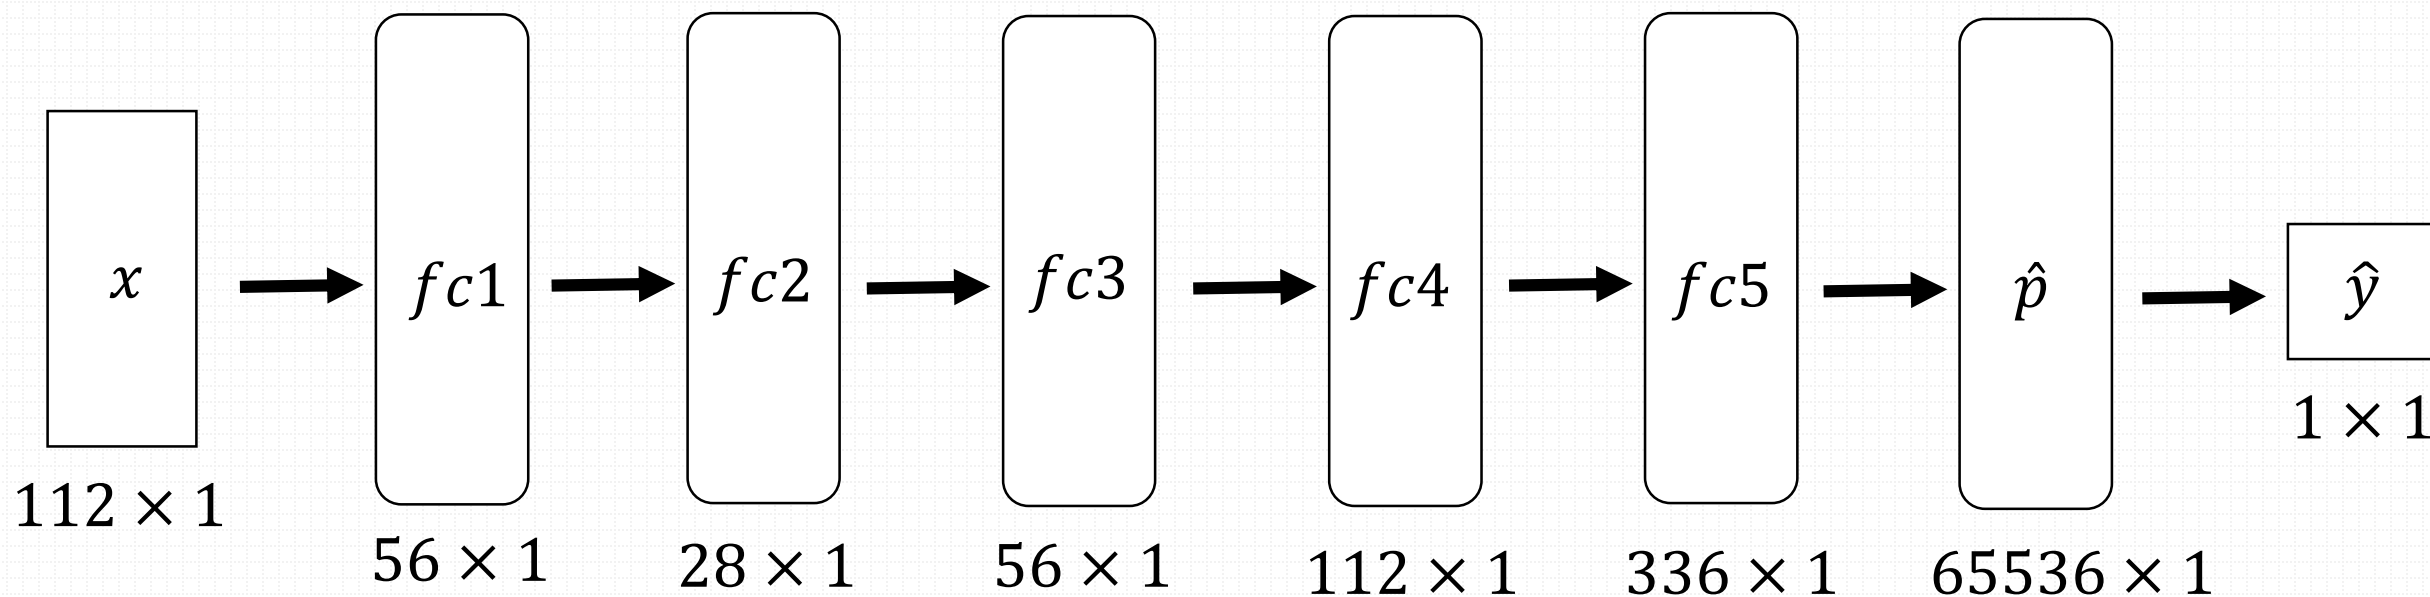 x
fc1
fc2
fc3
fc4
fc5
p̂
ŷ
112 × 1
56 × 1
28 × 1
56 × 1
112 × 1
336 × 1
65536 × 1
1 × 1